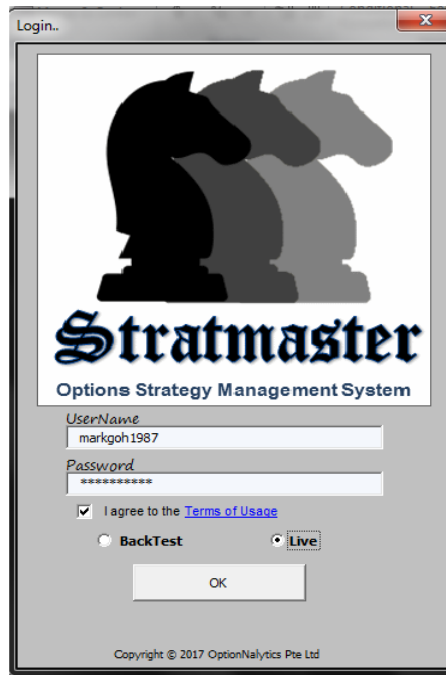 Login..
Stratmaster
Options Strategy Management System
UserName
markgoh1987
Password
**********
I agree to the Terms of Usage
BackTest Live
OK
Copyright © 2017 OptionNalytics Pte Ltd